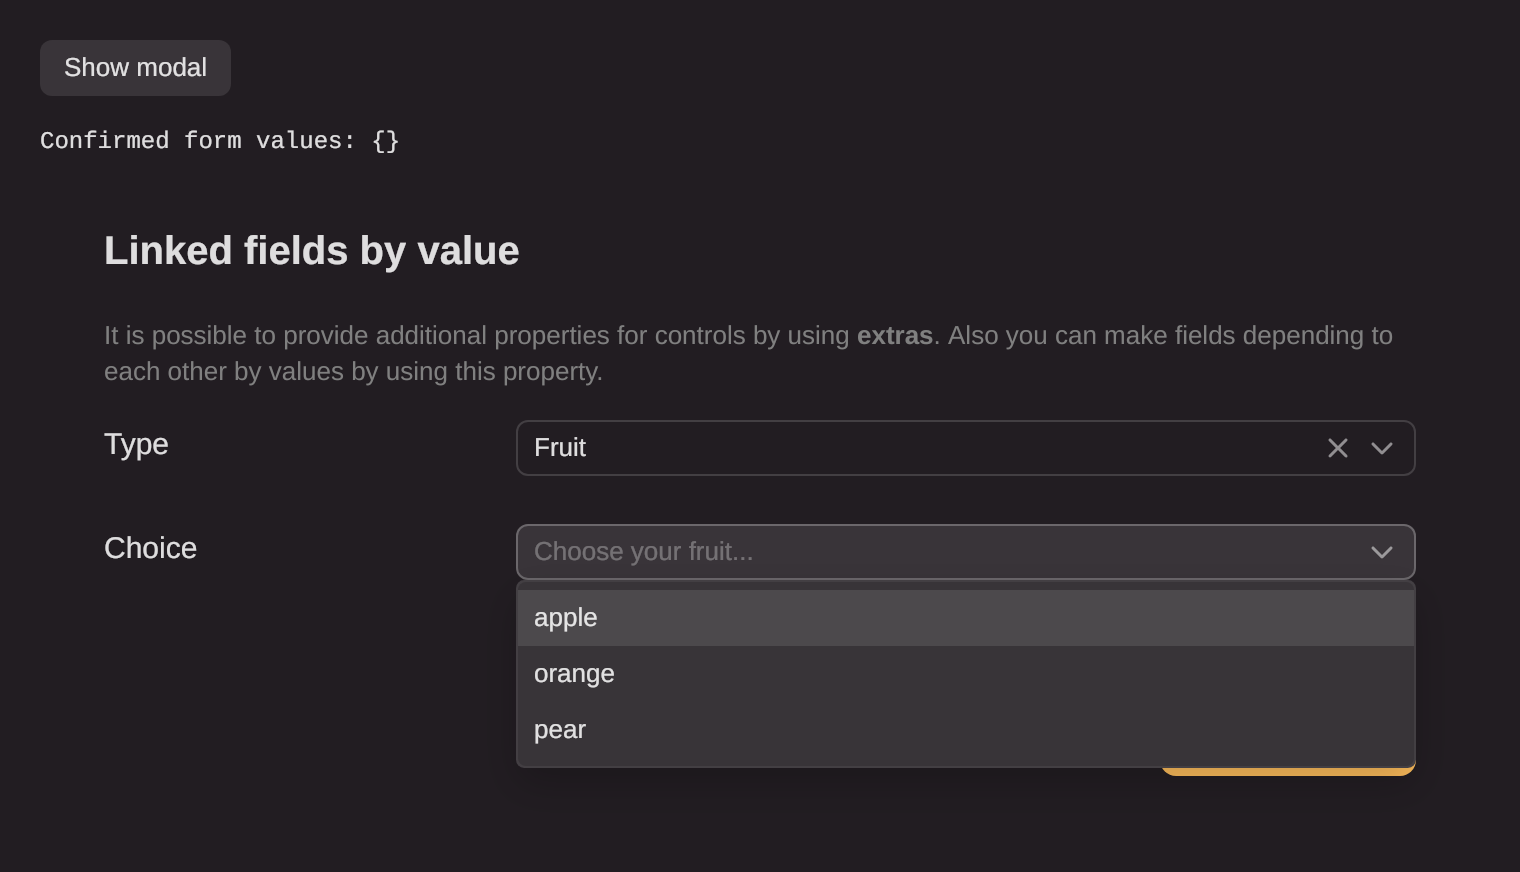 Show modal
Confirmed form values: {}
Linked fields by value
It is possible to provide additional properties for controls by using extras. Also you can make fields depending to
each other by values by using this property.
Type
Fruit
Choice
Choose your fruit...
apple
orange
pear